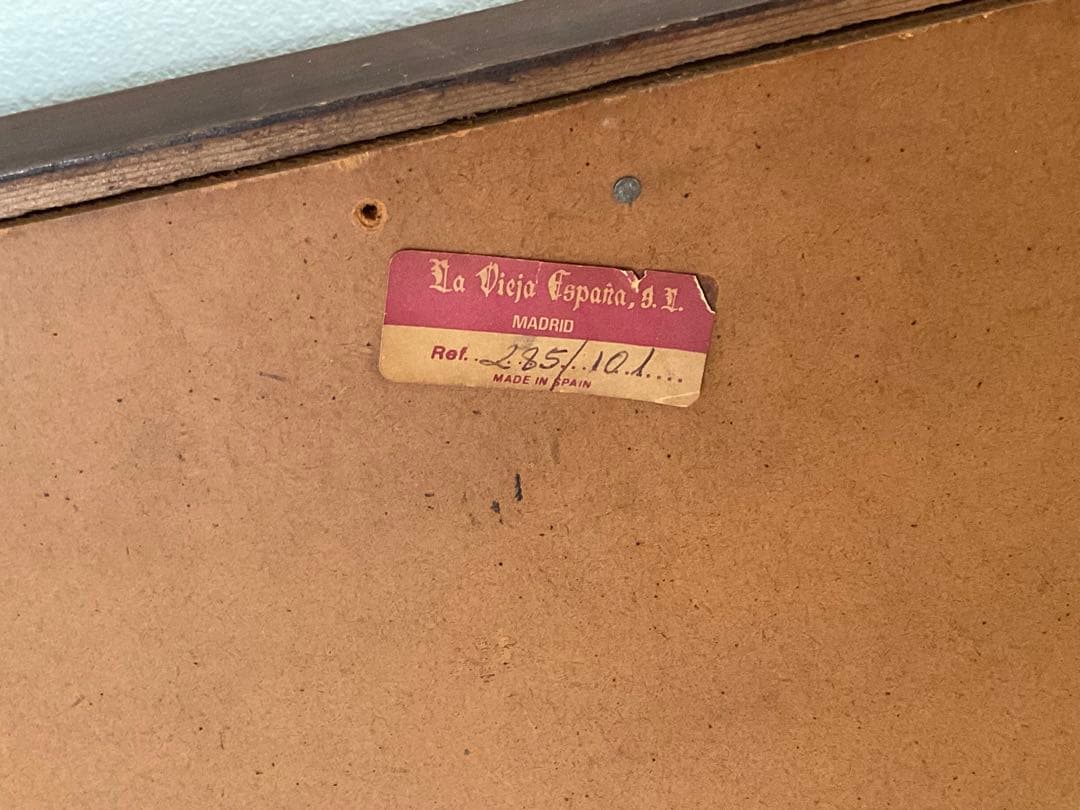 La Vieja España, S. L.
MADRID
Ref. 285/101
MADE IN SPAIN